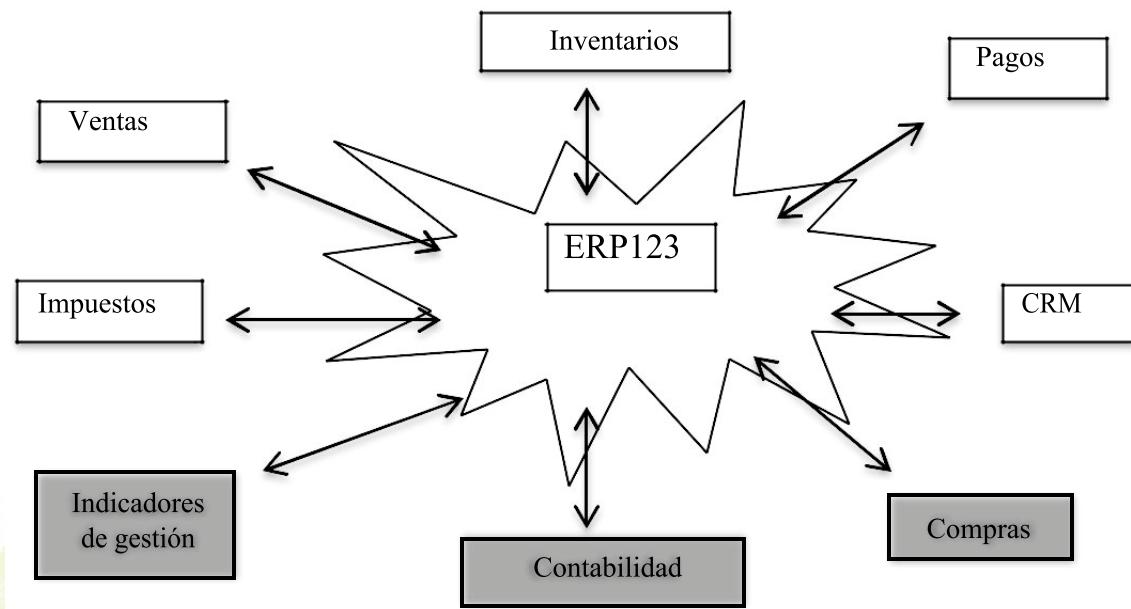 Inventarios
Pagos
Ventas
ERP123
Impuestos
CRM
Indicadores
de gestión
Compras
Contabilidad